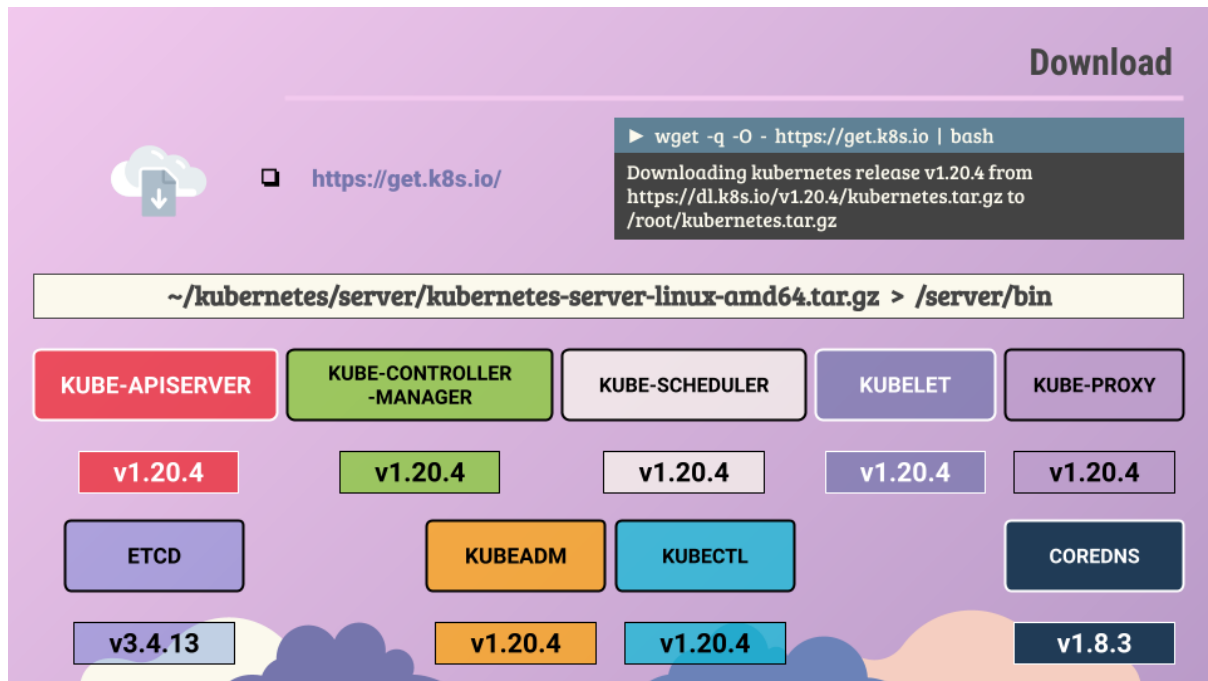 Download
https://get.k8s.io/
► wget -q -O - https://get.k8s.io | bash
Downloading kubernetes release v1.20.4 from
https://dl.k8s.io/v1.20.4/kubernetes.tar.gz to
/root/kubernetes.tar.gz
~/kubernetes/server/kubernetes-server-linux-amd64.tar.gz > /server/bin
KUBE-APISERVER
KUBE-CONTROLLER
-MANAGER
KUBE-SCHEDULER
KUBELET
KUBE-PROXY
v1.20.4
v1.20.4
v1.20.4
v1.20.4
v1.20.4
ETCD
KUBEADM
KUBECTL
COREDNS
v3.4.13
v1.20.4
v1.20.4
v1.8.3